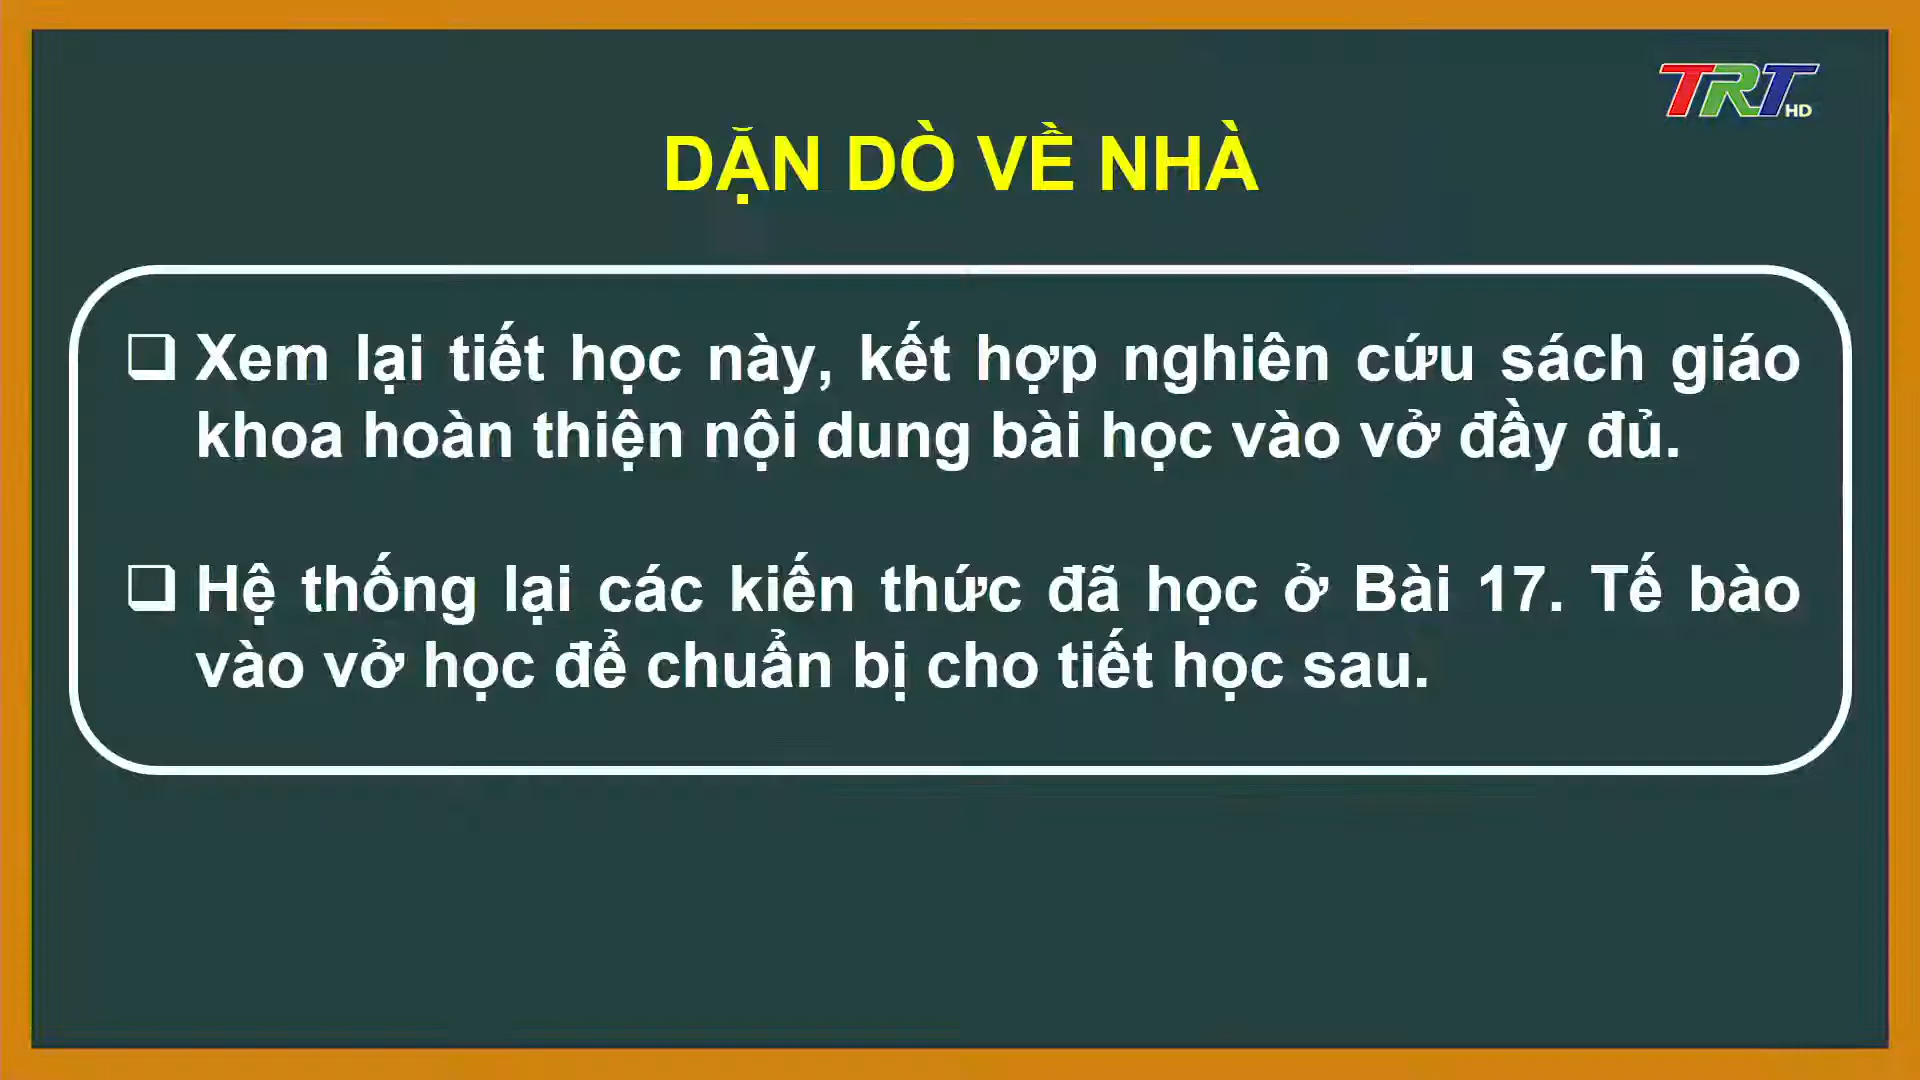 TRT HD
DẶN DÒ VỀ NHÀ
❑ Xem lại tiết học này, kết hợp nghiên cứu sách giáo
khoa hoàn thiện nội dung bài học vào vở đầy đủ.
❑ Hệ thống lại các kiến thức đã học ở Bài 17. Tế bào
vào vở học để chuẩn bị cho tiết học sau.